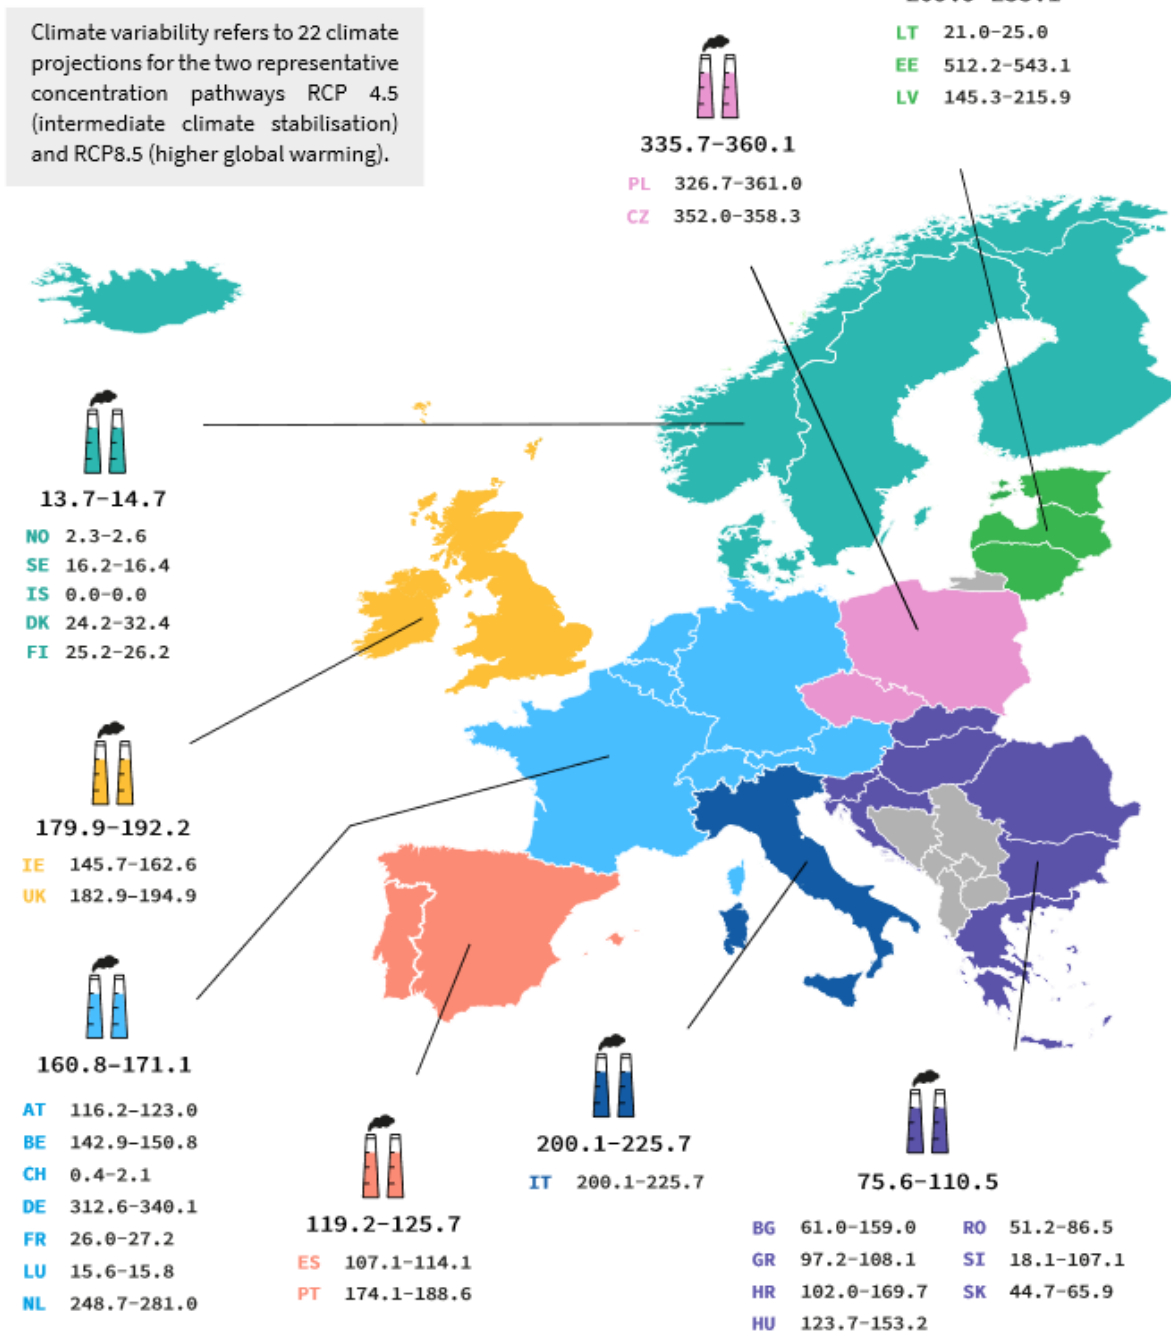 Climate variability refers to 22 climate
projections for the two representative
concentration pathways RCP 4.5
(intermediate climate stabilisation)
and RCP8.5 (higher global warming).
LT 21.0–25.0
EE 512.2–543.1
LV 145.3–215.9
335.7–360.1
PL 326.7–361.0
CZ 352.0–358.3
13.7–14.7
NO 2.3–2.6
SE 16.2–16.4
IS 0.0–0.0
DK 24.2–32.4
FI 25.2–26.2
179.9–192.2
IE 145.7–162.6
UK 182.9–194.9
160.8–171.1
AT 116.2–123.0
BE 142.9–150.8
CH 0.4–2.1
DE 312.6–340.1
FR 26.0–27.2
LU 15.6–15.8
NL 248.7–281.0
119.2–125.7
ES 107.1–114.1
PT 174.1–188.6
200.1–225.7
IT 200.1–225.7
75.6–110.5
BG 61.0–159.0
GR 97.2–108.1
HR 102.0–169.7
HU 123.7–153.2
RO 51.2–86.5
SI 18.1–107.1
SK 44.7–65.9